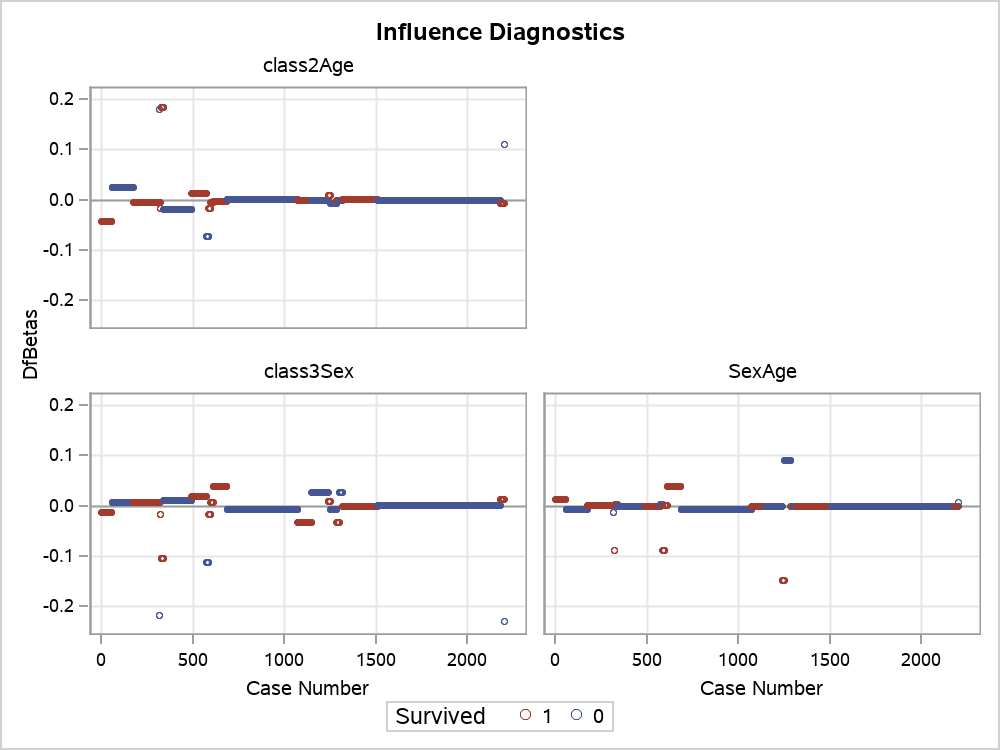 Influence Diagnostics
class2Age
0.2
0.1
0.0
-0.1
-0.2
DfBetas
class3Sex
SexAge
0.2
0.1
0.0
-0.1
-0.2
0 500 1000 1500 2000
0 500 1000 1500 2000
Case Number
Case Number
Survived 1 0